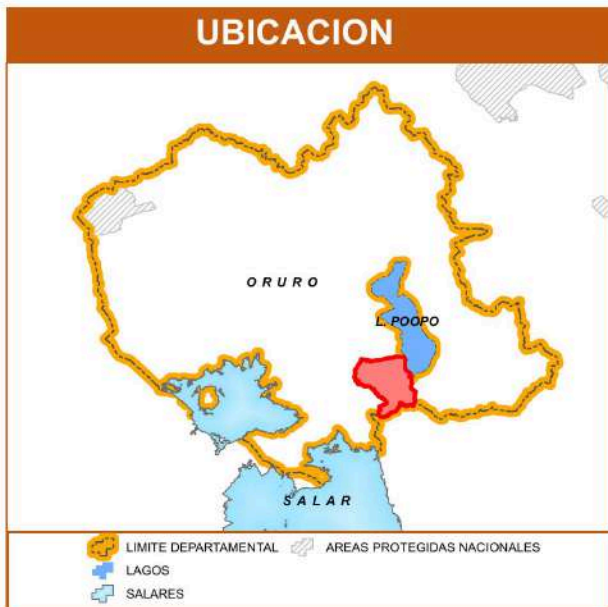 UBICACION
ORURO
L. POOPO
SALAR
LIMITE DEPARTAMENTAL
AREAS PROTEGIDAS NACIONALES
LAGOS
SALARES